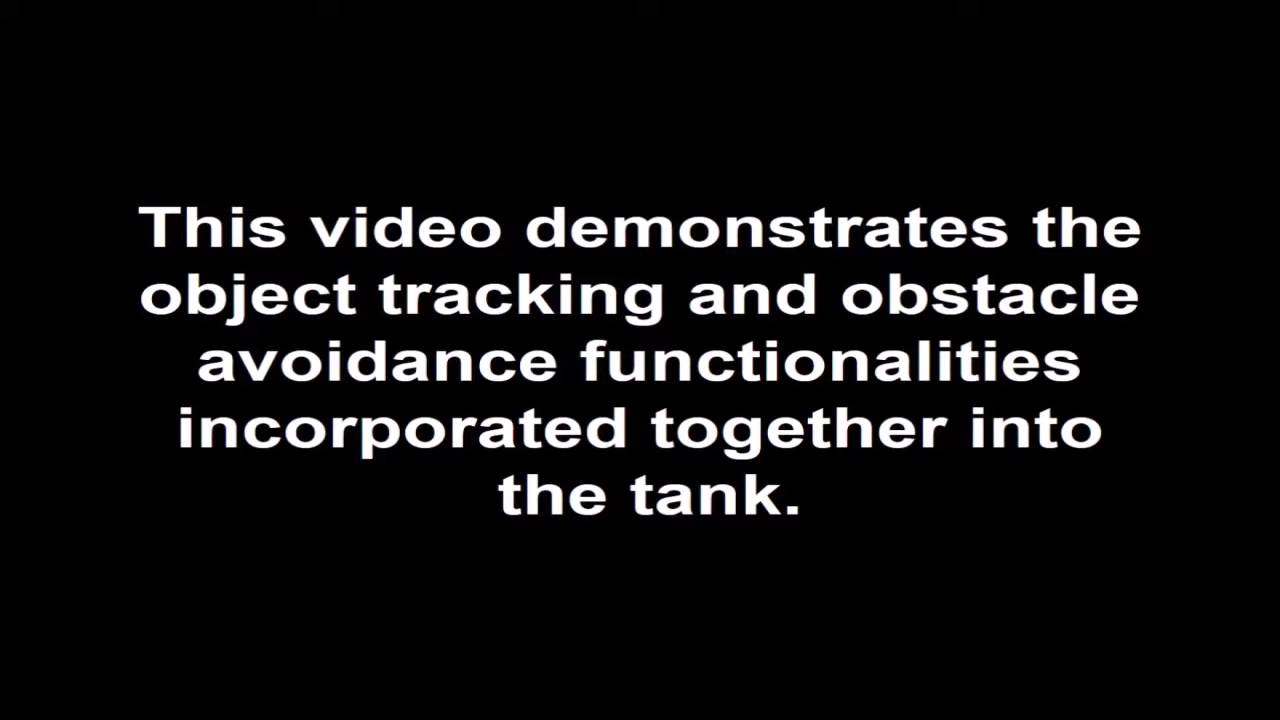 This video demonstrates the
object tracking and obstacle
avoidance functionalities
incorporated together into
the tank.